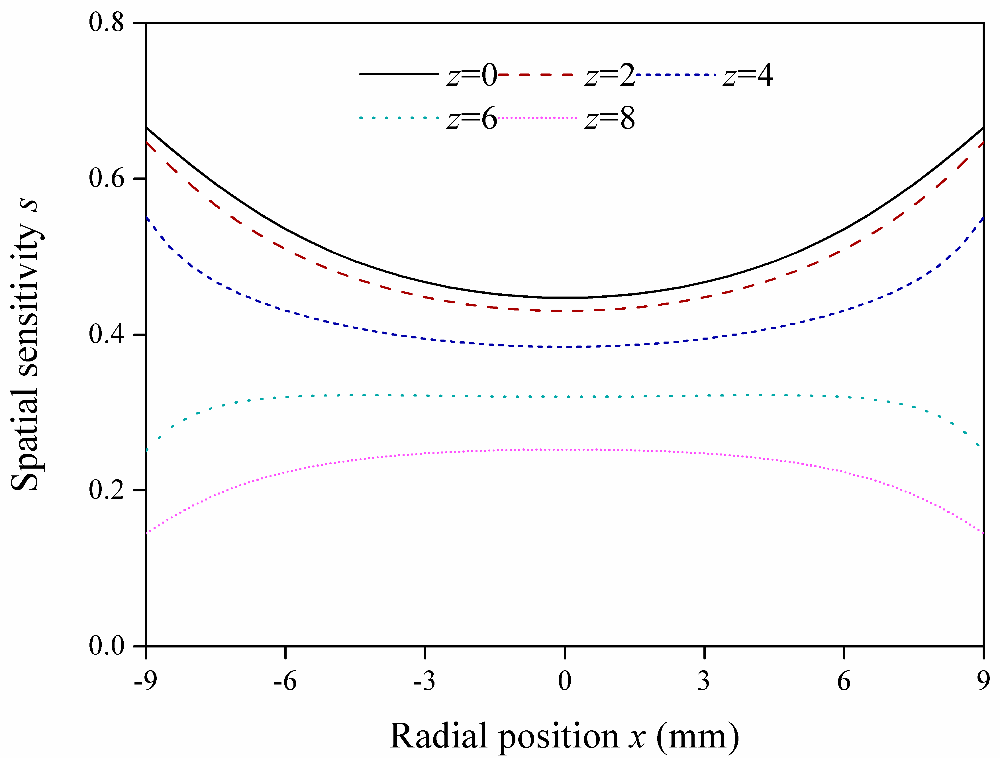 0.8
z=0 z=2 z=4
z=6 z=8
0.6
0.4
0.2
0.0
Spatial sensitivity s
-9 -6 -3 0 3 6 9
Radial position x (mm)